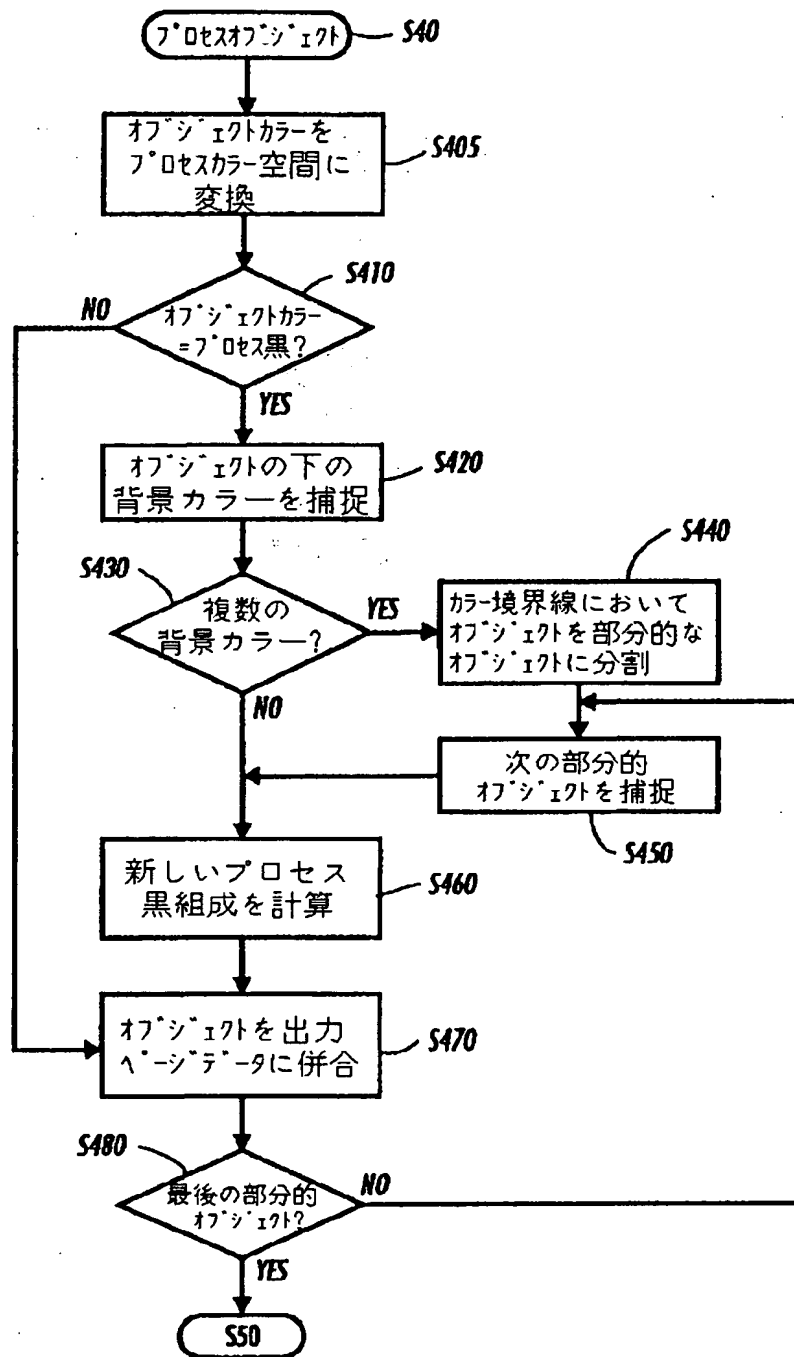 プロセスオブジェクト
S40
オブジェクトカラーを
プロセスカラー空間に
変換
S405
S410
NO
オブジェクトカラー
=プロセス黒?
YES
オブジェクトの下の
背景カラーを捕捉
S420
S430
複数の
背景カラー?
YES
NO
S440
カラー境界線において
オブジェクトを部分的な
オブジェクトに分割
次の部分的
オブジェクトを捕捉
S450
新しいプロセス
黒組成を計算
S460
オブジェクトを出力
ページデータに併合
S470
S480
最後の部分的
オブジェクト?
NO
YES
S50